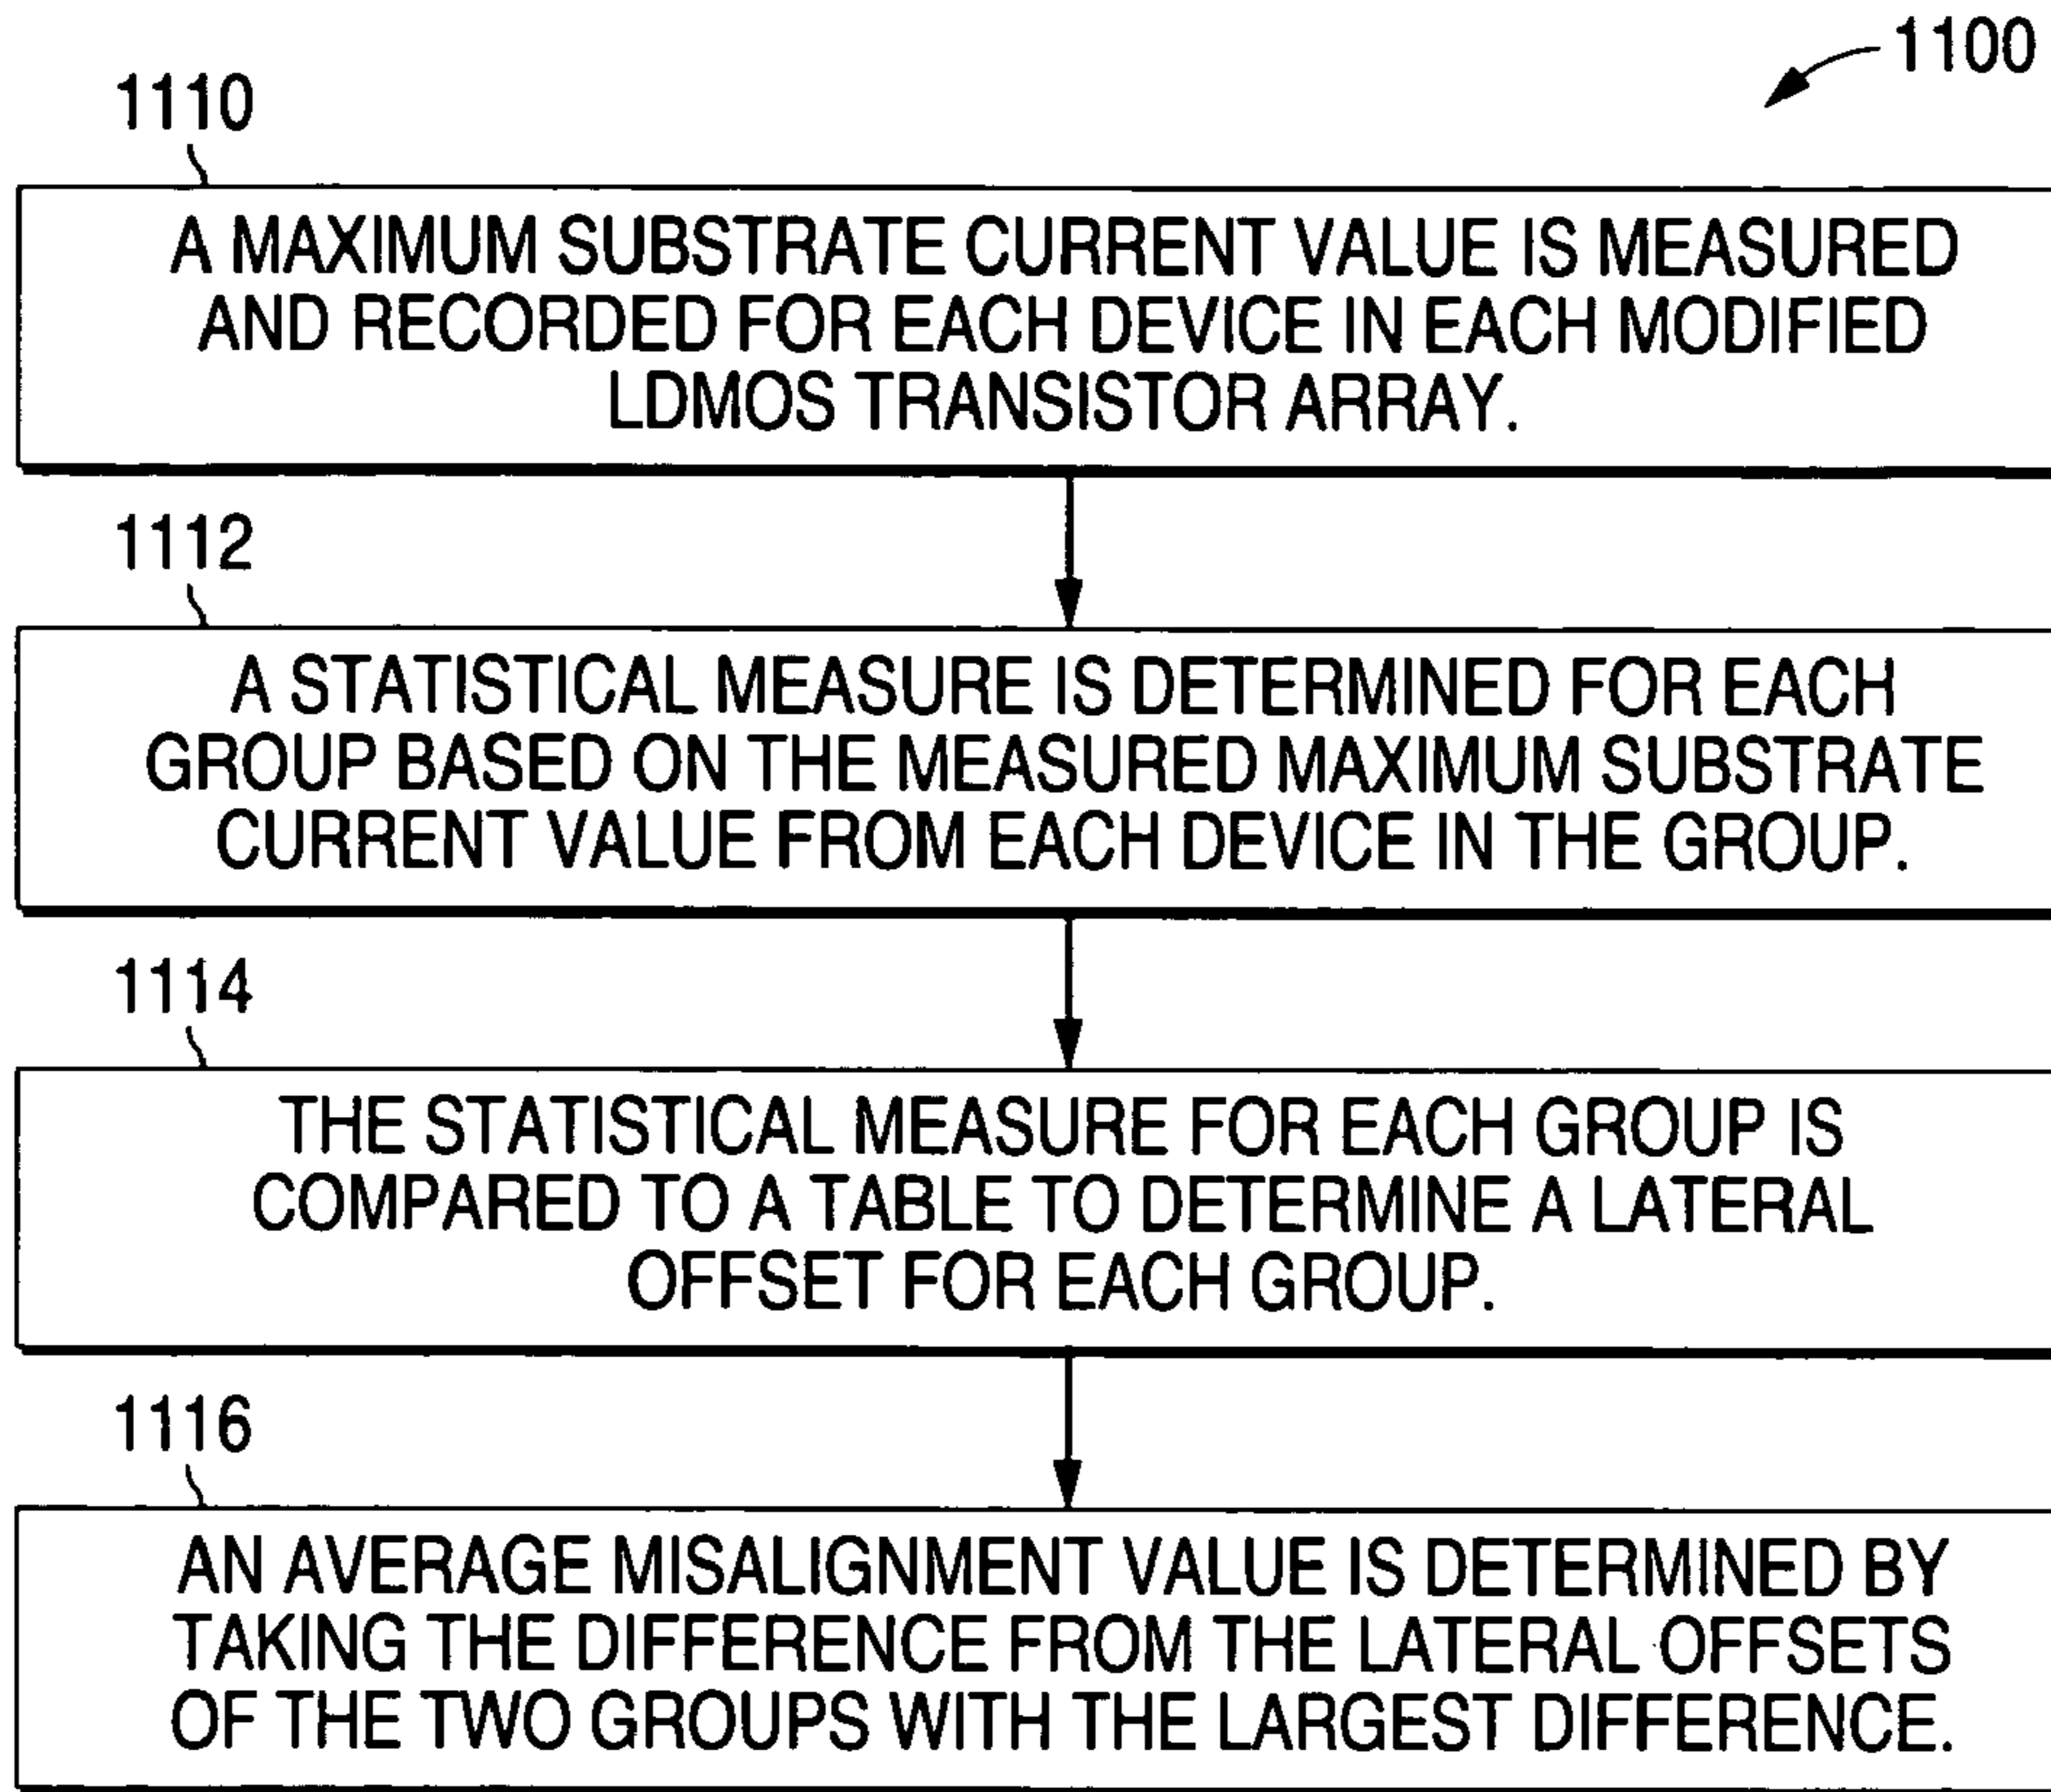 1100
1110
A MAXIMUM SUBSTRATE CURRENT VALUE IS MEASURED
AND RECORDED FOR EACH DEVICE IN EACH MODIFIED
LDMOS TRANSISTOR ARRAY.
1112
A STATISTICAL MEASURE IS DETERMINED FOR EACH
GROUP BASED ON THE MEASURED MAXIMUM SUBSTRATE
CURRENT VALUE FROM EACH DEVICE IN THE GROUP.
1114
THE STATISTICAL MEASURE FOR EACH GROUP IS
COMPARED TO A TABLE TO DETERMINE A LATERAL
OFFSET FOR EACH GROUP.
1116
AN AVERAGE MISALIGNMENT VALUE IS DETERMINED BY
TAKING THE DIFFERENCE FROM THE LATERAL OFFSETS
OF THE TWO GROUPS WITH THE LARGEST DIFFERENCE.